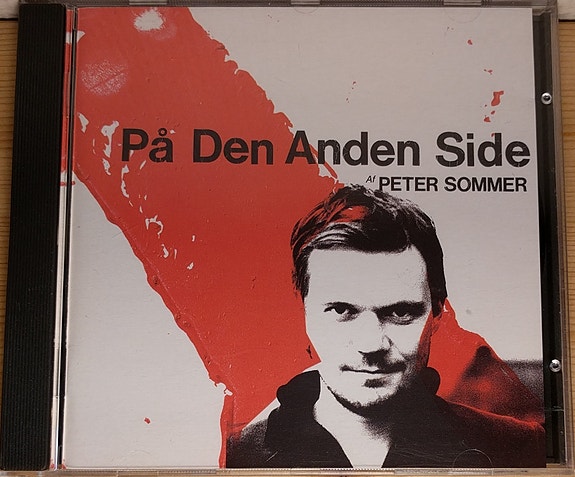 På Den Anden Side
Af PETER SOMMER